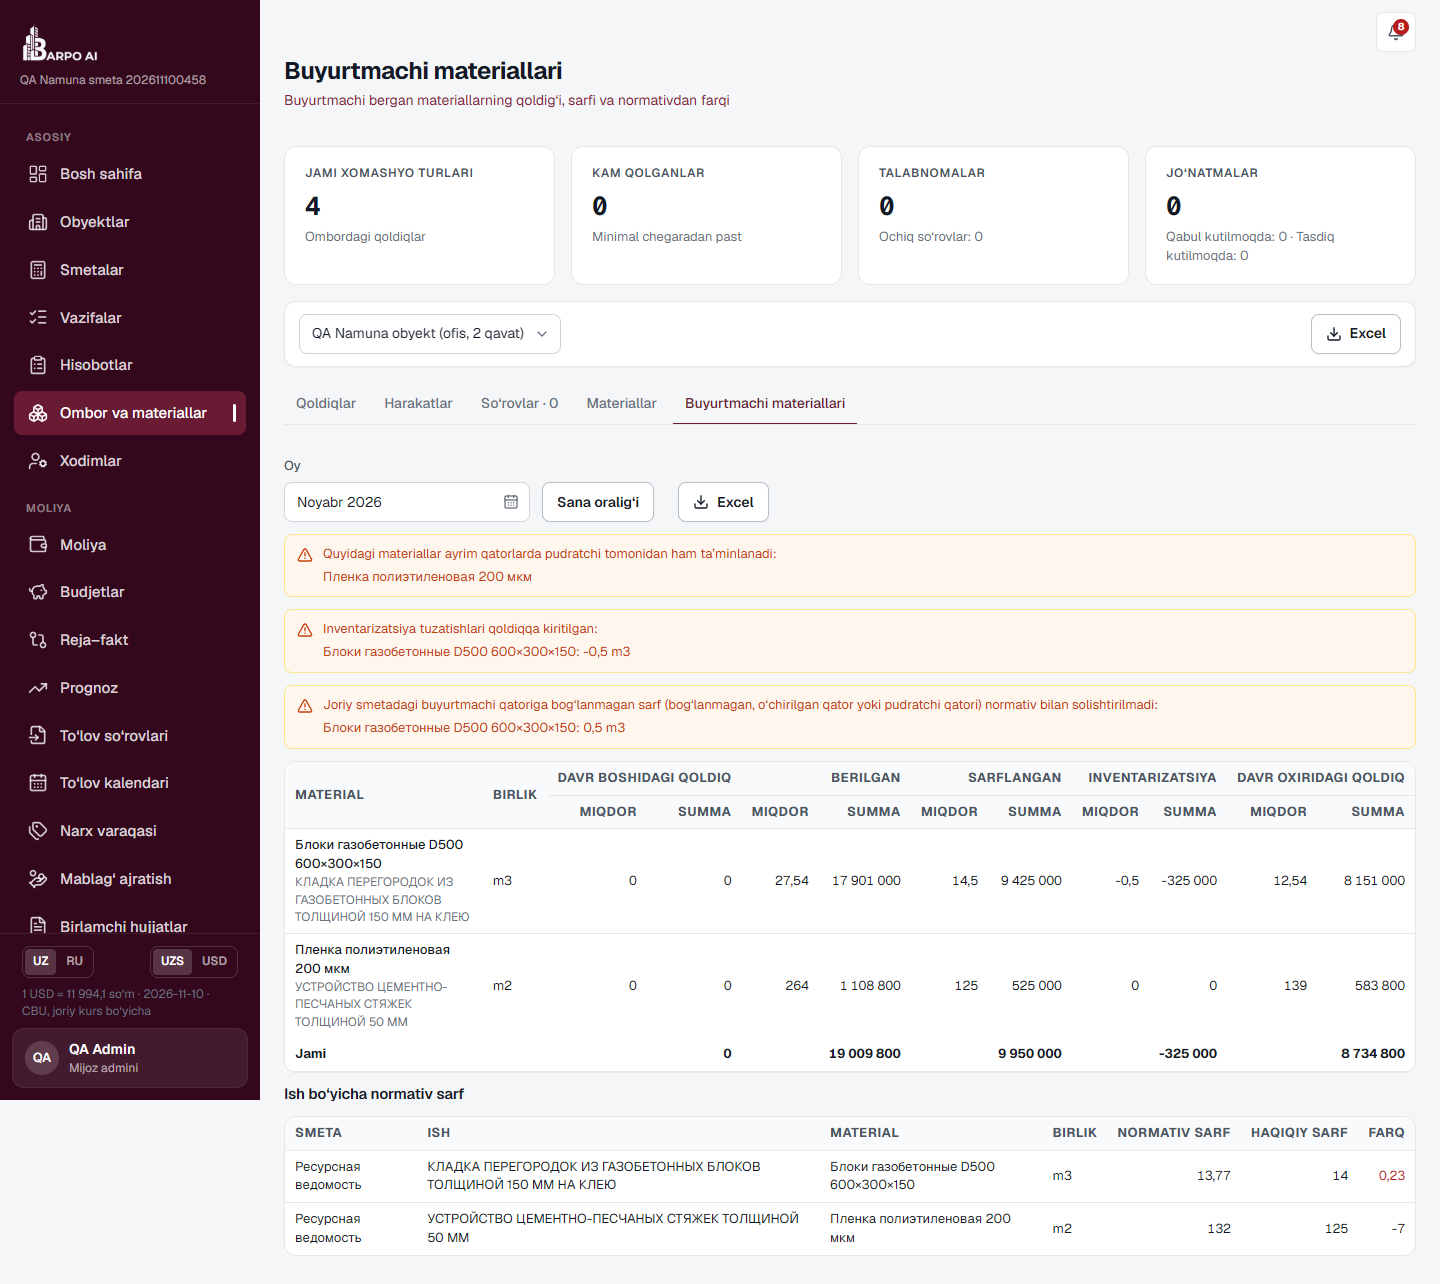 BARPO AI
QA Namuna smeta 202611100458
ASOSIY
Bosh sahifa
Obyektlar
Smetalar
Vazifalar
Hisobotlar
Ombor va materiallar
Xodimlar
MOLIYA
Moliya
Budjetlar
Reja–fakt
Prognoz
To‘lov so‘rovlari
To‘lov kalendari
Narx varaqasi
Mablag‘ ajratish
Birlamchi hujjatlar
UZ RU UZS USD
1 USD = 11 994,1 so‘m · 2026-11-10 ·
CBU, joriy kurs bo‘yicha
QA
QA Admin
Mijoz admini
8
Buyurtmachi materiallari
Buyurtmachi bergan materiallarning qoldig‘i, sarfi va normativdan farqi
JAMI XOMASHYO TURLARI
4
Ombordagi qoldiqlar
KAM QOLGANLAR
0
Minimal chegaradan past
TALABNOMALAR
0
Ochiq so‘rovlar: 0
JO‘NATMALAR
0
Qabul kutilmoqda: 0 · Tasdiq
kutilmoqda: 0
QA Namuna obyekt (ofis, 2 qavat)
Excel
Qoldiqlar Harakatlar So‘rovlar · 0 Materiallar Buyurtmachi materiallari
Oy
Noyabr 2026 Sana oralig‘i Excel
Quyidagi materiallar ayrim qatorlarda pudratchi tomonidan ham ta’minlanadi:
Пленка полиэтиленовая 200 мкм
Inventarizatsiya tuzatishlari qoldiqqa kiritilgan:
Блоки газобетонные D500 600×300×150: -0,5 m3
Joriy smetadagi buyurtmachi qatoriga bog‘lanmagan sarf (bog‘lanmagan, o‘chirilgan qator yoki pudratchi qatori) normativ bilan solishtirilmadi:
Блоки газобетонные D500 600×300×150: 0,5 m3
MATERIAL BIRLIK DAVR BOSHIDAGI QOLDIQ BERILGAN SARFLANGAN INVENTARIZATSIYA DAVR OXIRIDAGI QOLDIQ
MIQDOR SUMMA MIQDOR SUMMA MIQDOR SUMMA MIQDOR SUMMA MIQDOR SUMMA
Блоки газобетонные D500
600×300×150
КЛАДКА ПЕРЕГОРОДОК ИЗ
ГАЗОБЕТОННЫХ БЛОКОВ
ТОЛЩИНОЙ 150 ММ НА КЛЕЮ
m3 0 0 27,54 17 901 000 14,5 9 425 000 -0,5 -325 000 12,54 8 151 000
Пленка полиэтиленовая
200 мкм
УСТРОЙСТВО ЦЕМЕНТНО-
ПЕСЧАНЫХ СТЯЖЕК
ТОЛЩИНОЙ 50 ММ
m2 0 0 264 1 108 800 125 525 000 0 0 139 583 800
Jami 0 19 009 800 9 950 000 -325 000 8 734 800
Ish bo‘yicha normativ sarf
SMETA ISH MATERIAL BIRLIK NORMATIV SARF HAQIQIY SARF FARQ
Ресурсная
ведомость
КЛАДКА ПЕРЕГОРОДОК ИЗ ГАЗОБЕТОННЫХ БЛОКОВ
ТОЛЩИНОЙ 150 ММ НА КЛЕЮ
Блоки газобетонные D500
600×300×150
m3 13,77 14 0,23
Ресурсная
ведомость
УСТРОЙСТВО ЦЕМЕНТНО-ПЕСЧАНЫХ СТЯЖЕК ТОЛЩИНОЙ
50 ММ
Пленка полиэтиленовая 200
мкм
m2 132 125 -7